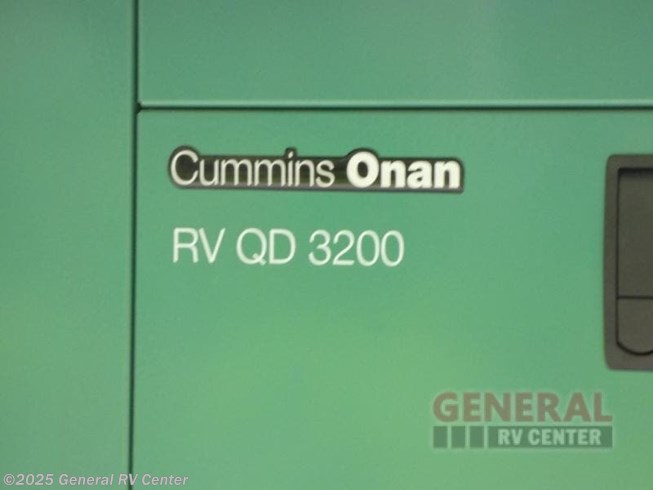 Cummins Onan
RV QD 3200
GENERAL
RV CENTER
©2025 General RV Center